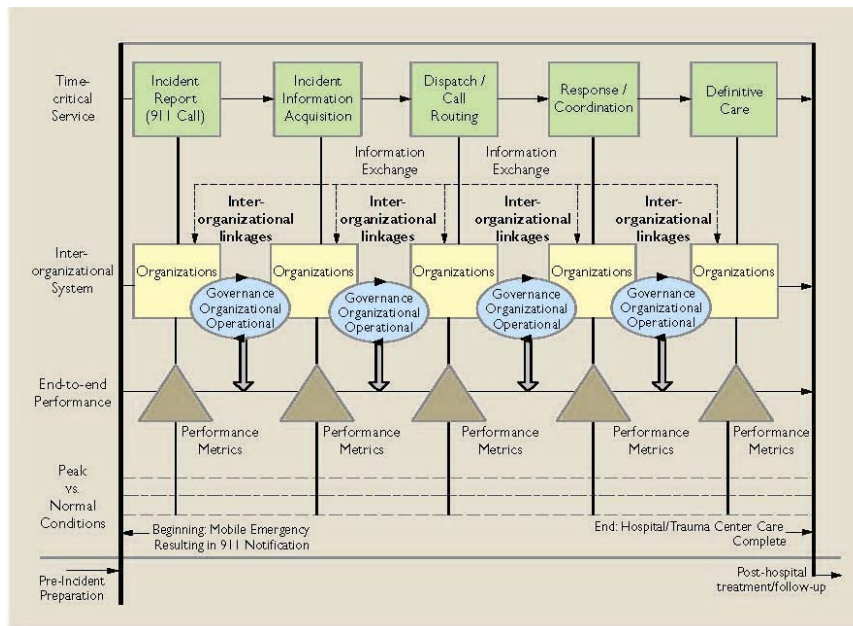 Time-
critical
Service
Incident
Report
(911 Call)
Incident
Information
Acquisition
Dispatch /
Call
Routing
Response /
Coordination
Definitive
Care
Information
Exchange
Information
Exchange
Inter-
organizational
linkages
Inter-
organizational
linkages
Inter-
organizational
linkages
Inter-
organizational
linkages
Inter-
organizational
System
Organizations
Organizations
Organizations
Organizations
Organizations
Governance
Organizational
Operational
Governance
Organizational
Operational
Governance
Organizational
Operational
Governance
Organizational
Operational
End-to-end
Performance
Performance
Metrics
Performance
Metrics
Performance
Metrics
Performance
Metrics
Performance
Metrics
Peak
vs.
Normal
Conditions
Beginning: Mobile Emergency
Resulting in 911 Notification
End: Hospital/Trauma Center Care
Complete
Pre-Incident
Preparation
Post-hospital
treatment/follow-up